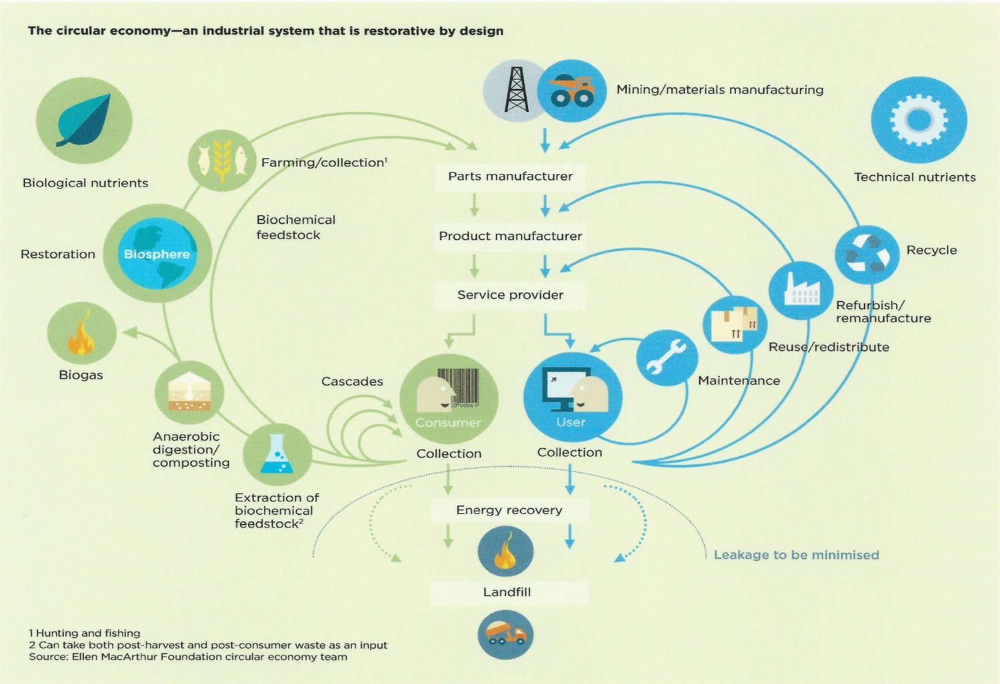 The circular economy—an industrial system that is restorative by design
Mining/materials manufacturing
Biological nutrients
Technical nutrients
Farming/collection¹
Parts manufacturer
Biochemical
feedstock
Product manufacturer
Restoration
Biosphere
Recycle
Service provider
Refurbish/
remanufacture
Reuse/redistribute
Biogas
Cascades
Maintenance
Consumer
User
Anaerobic
digestion/
composting
Collection
Collection
Extraction of
biochemical
feedstock²
Energy recovery
Leakage to be minimised
Landfill
1 Hunting and fishing
2 Can take both post-harvest and post-consumer waste as an input
Source: Ellen MacArthur Foundation circular economy team